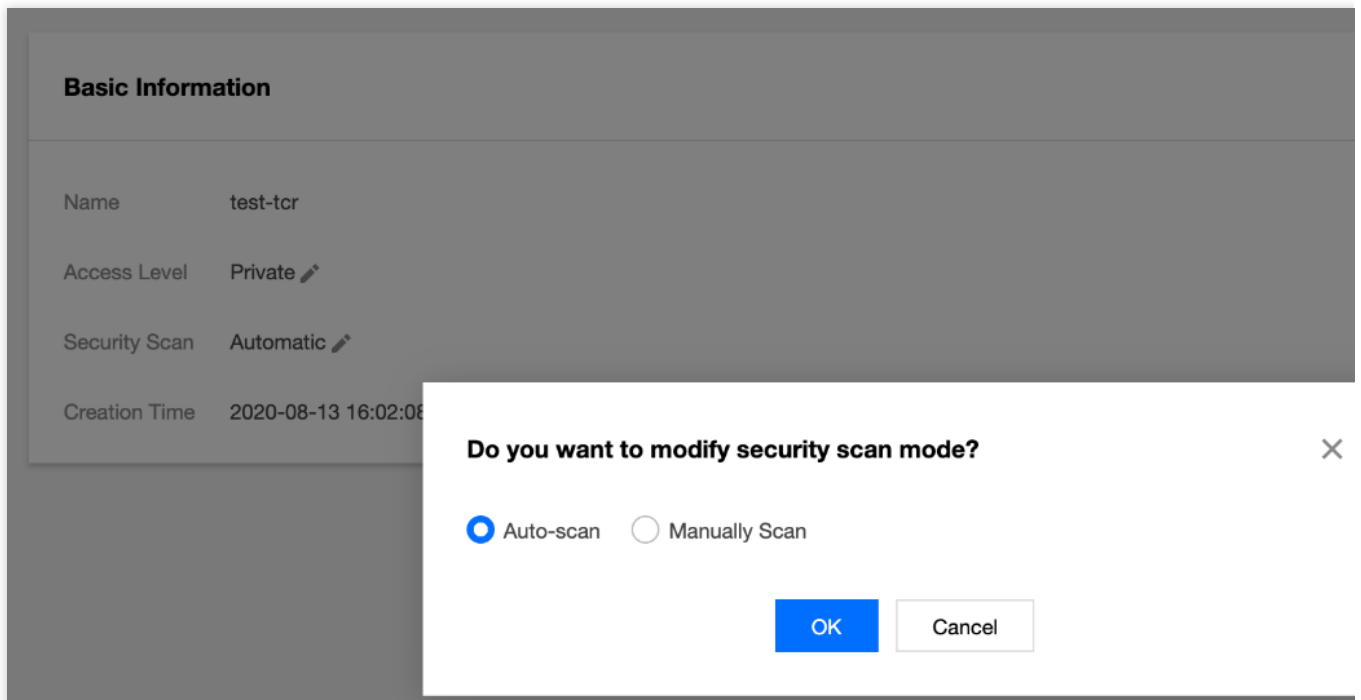 Basic Information
Name test-tcr
Access Level Private
Security Scan Automatic
Creation Time 2020-08-13 16:02:08
Do you want to modify security scan mode?
Auto-scan Manually Scan
OK Cancel